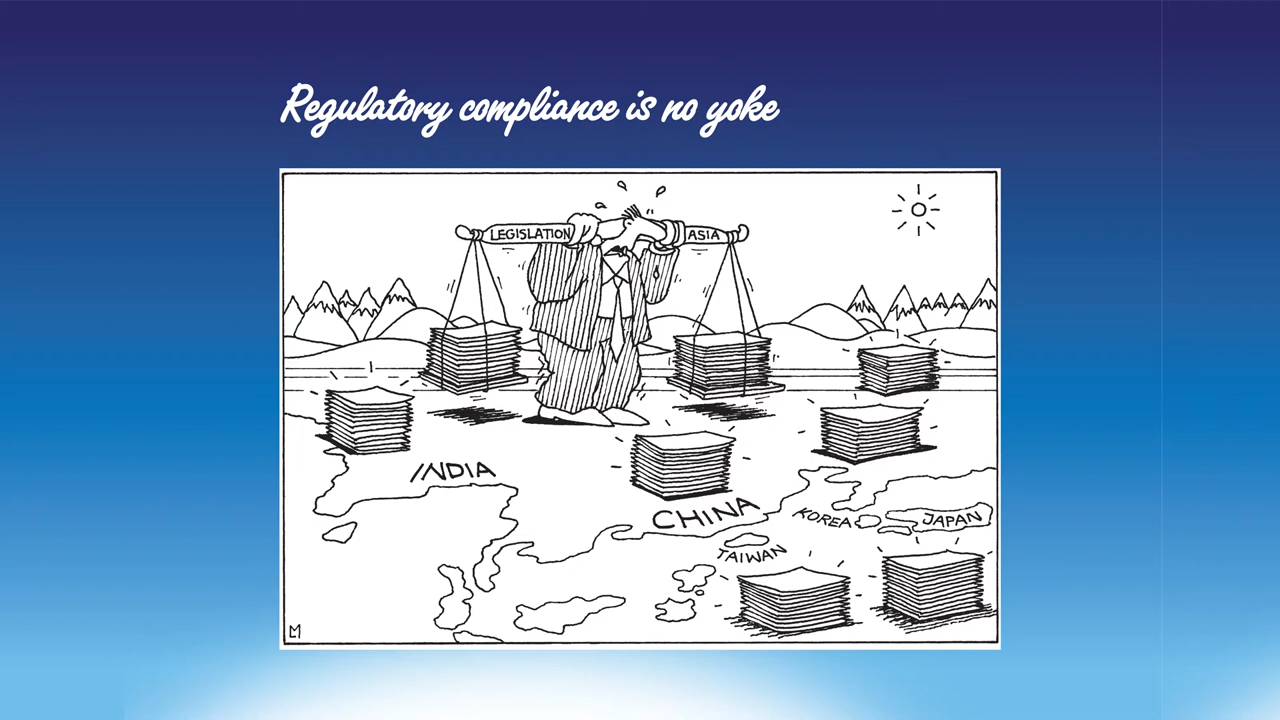 Regulatory compliance is no yoke
LEGISLATION ASIA
INDIA
CHINA
KOREA
JAPAN
TAIWAN
LM